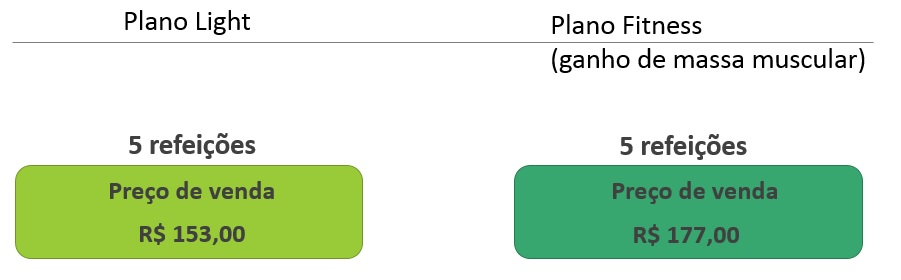 Plano Light
Plano Fitness
(ganho de massa muscular)
5 refeições
Preço de venda
R$ 153,00
5 refeições
Preço de venda
R$ 177,00